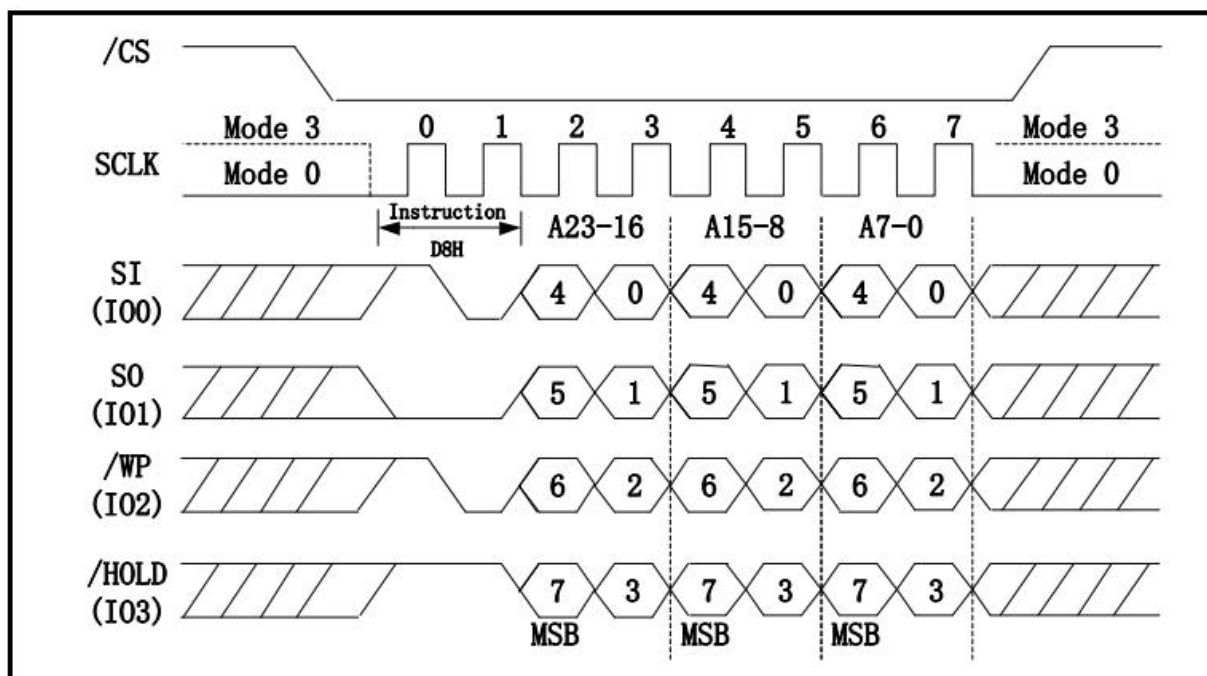 /CS
Mode 3 0 1 2 3 4 5 6 7 Mode 3
SCLK
Mode 0 Mode 0
Instruction A23-16 A15-8 A7-0
D8H
SI
(IO0) 4 0 4 0 4 0
SO
(IO1) 5 1 5 1 5 1
/WP
(IO2) 6 2 6 2 6 2
/HOLD
(IO3) 7 3 7 3 7 3
MSB MSB MSB